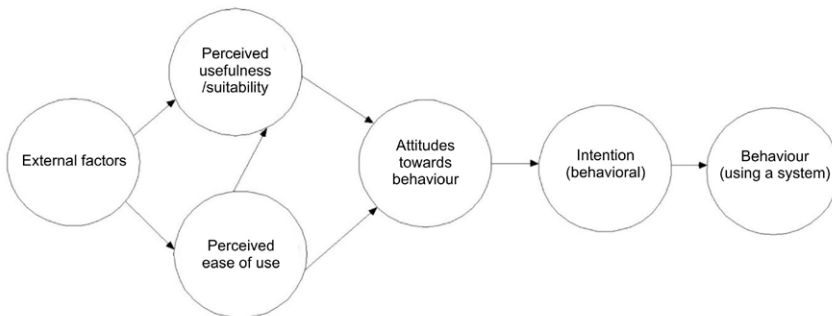 Perceived
usefulness
/suitability
External factors
Perceived
ease of use
Attitudes
towards
behaviour
Intention
(behavioral)
Behaviour
(using a system)